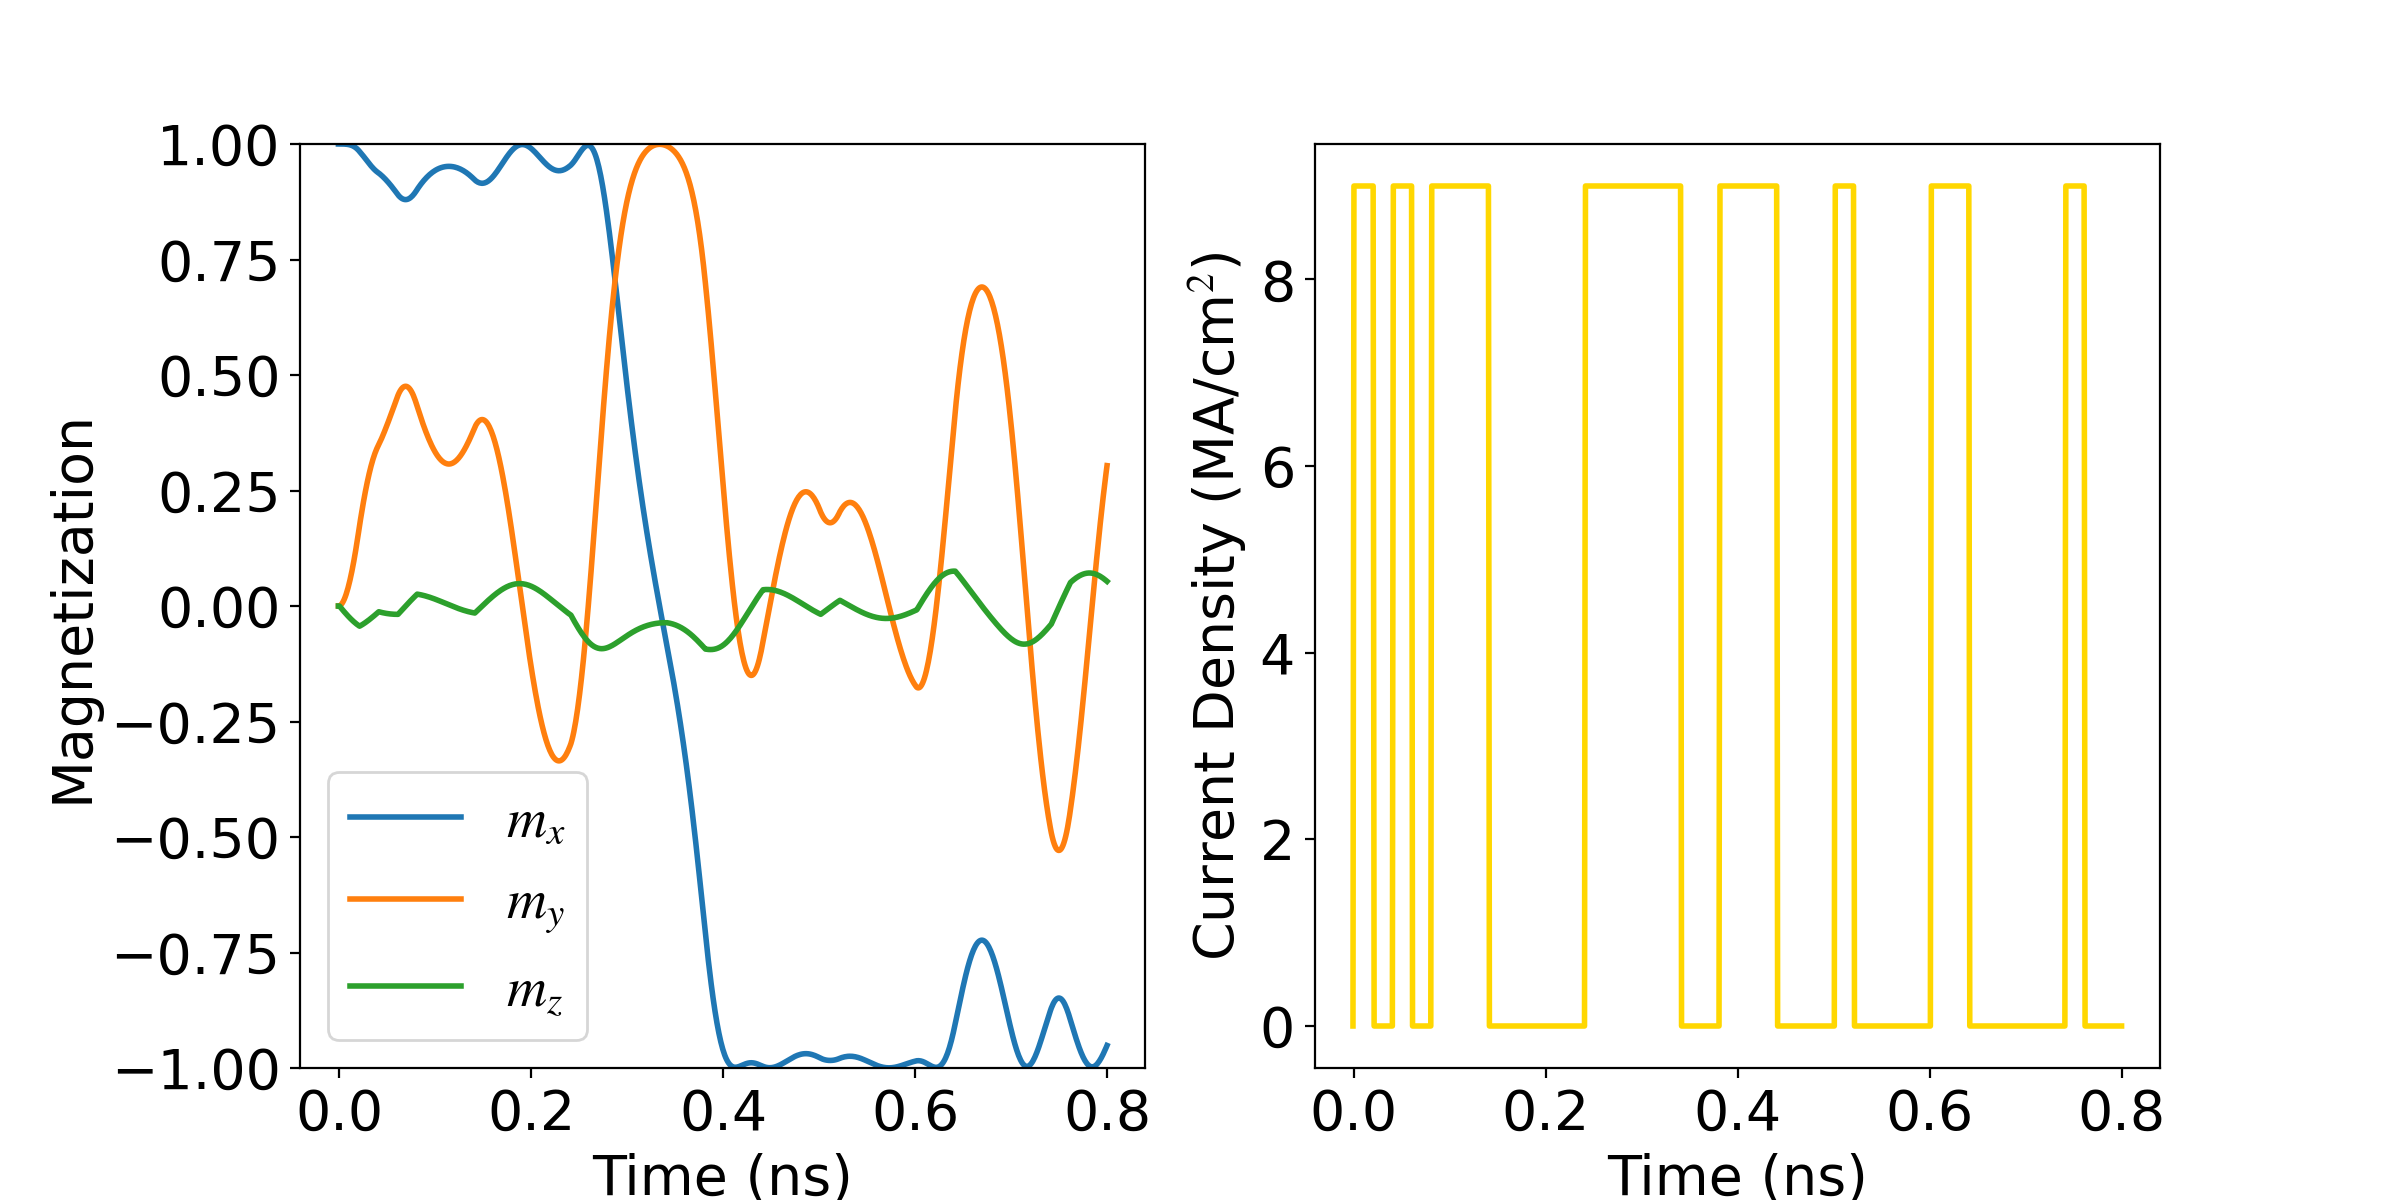 1.00
0.75
0.50
0.25
0.00
−0.25
−0.50
−0.75
−1.00
Magnetization
m_x
m_y
m_z
0.0 0.2 0.4 0.6 0.8
Time (ns)
8
6
4
2
0
Current Density (MA/cm²)
0.0 0.2 0.4 0.6 0.8
Time (ns)